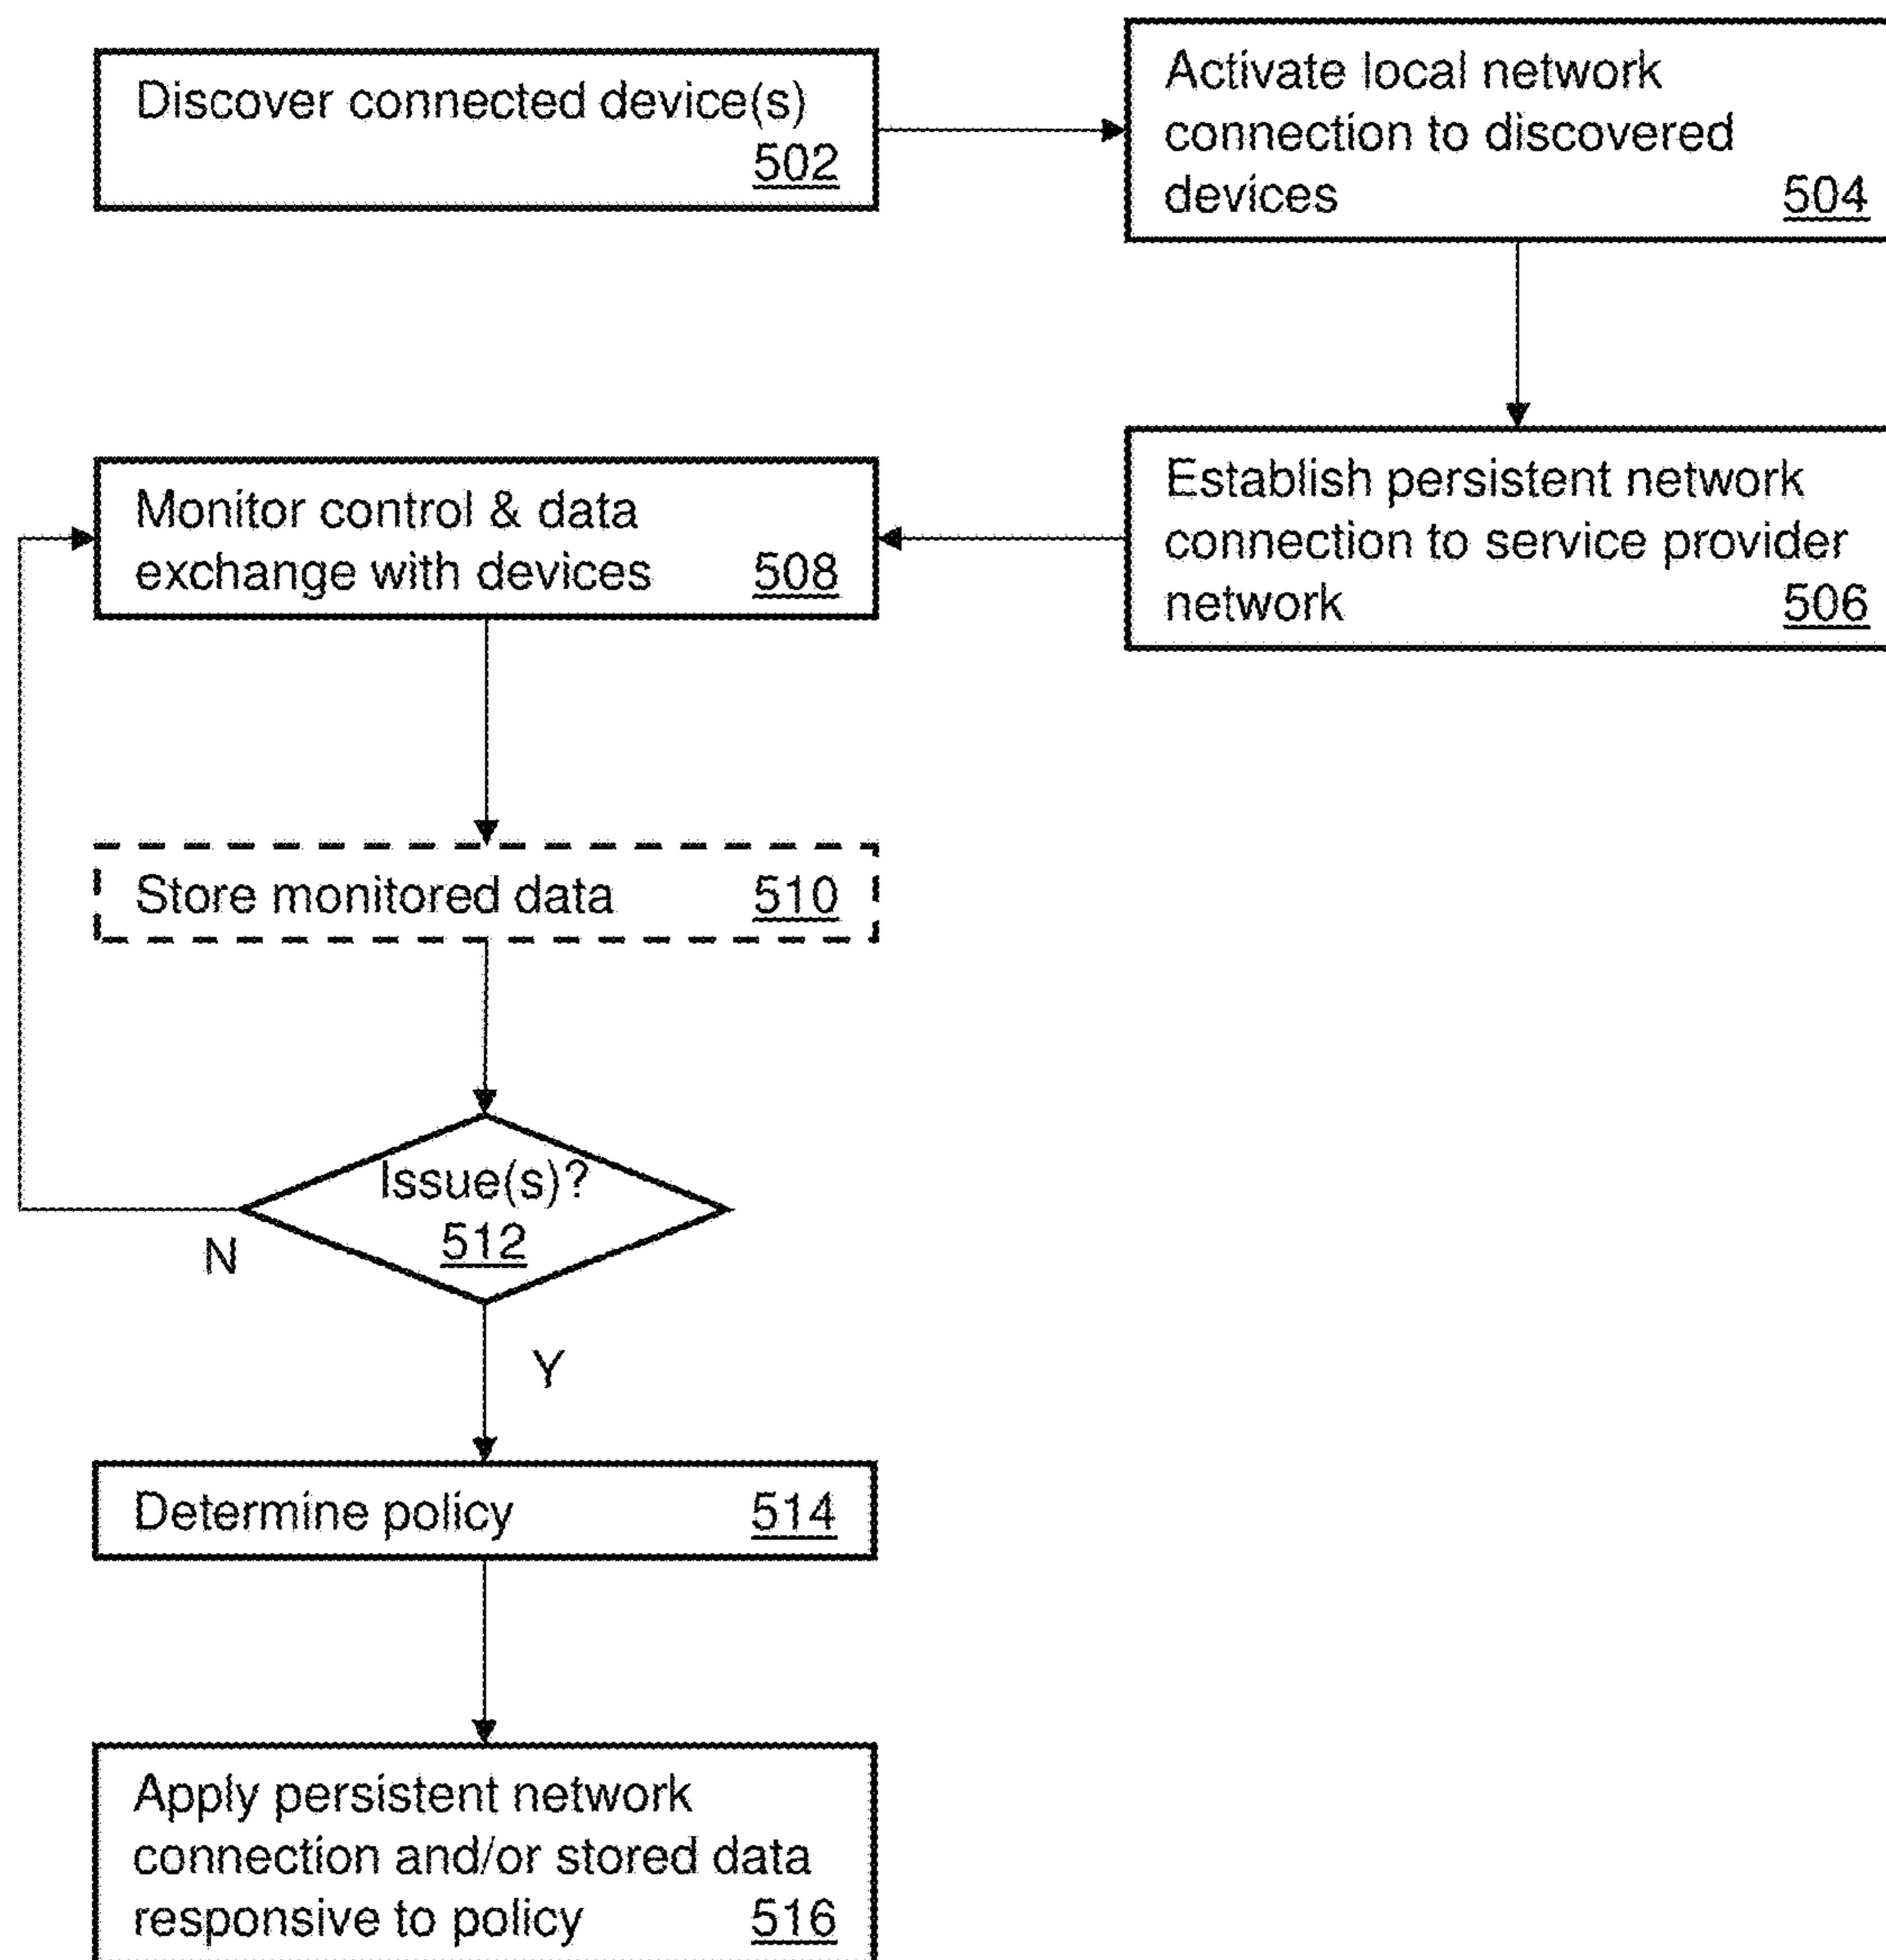 Discover connected device(s)
502
Activate local network
connection to discovered
devices 504
Establish persistent network
connection to service provider
network 506
Monitor control & data
exchange with devices 508
Store monitored data 510
Issue(s)?
512
N
Y
Determine policy 514
Apply persistent network
connection and/or stored data
responsive to policy 516